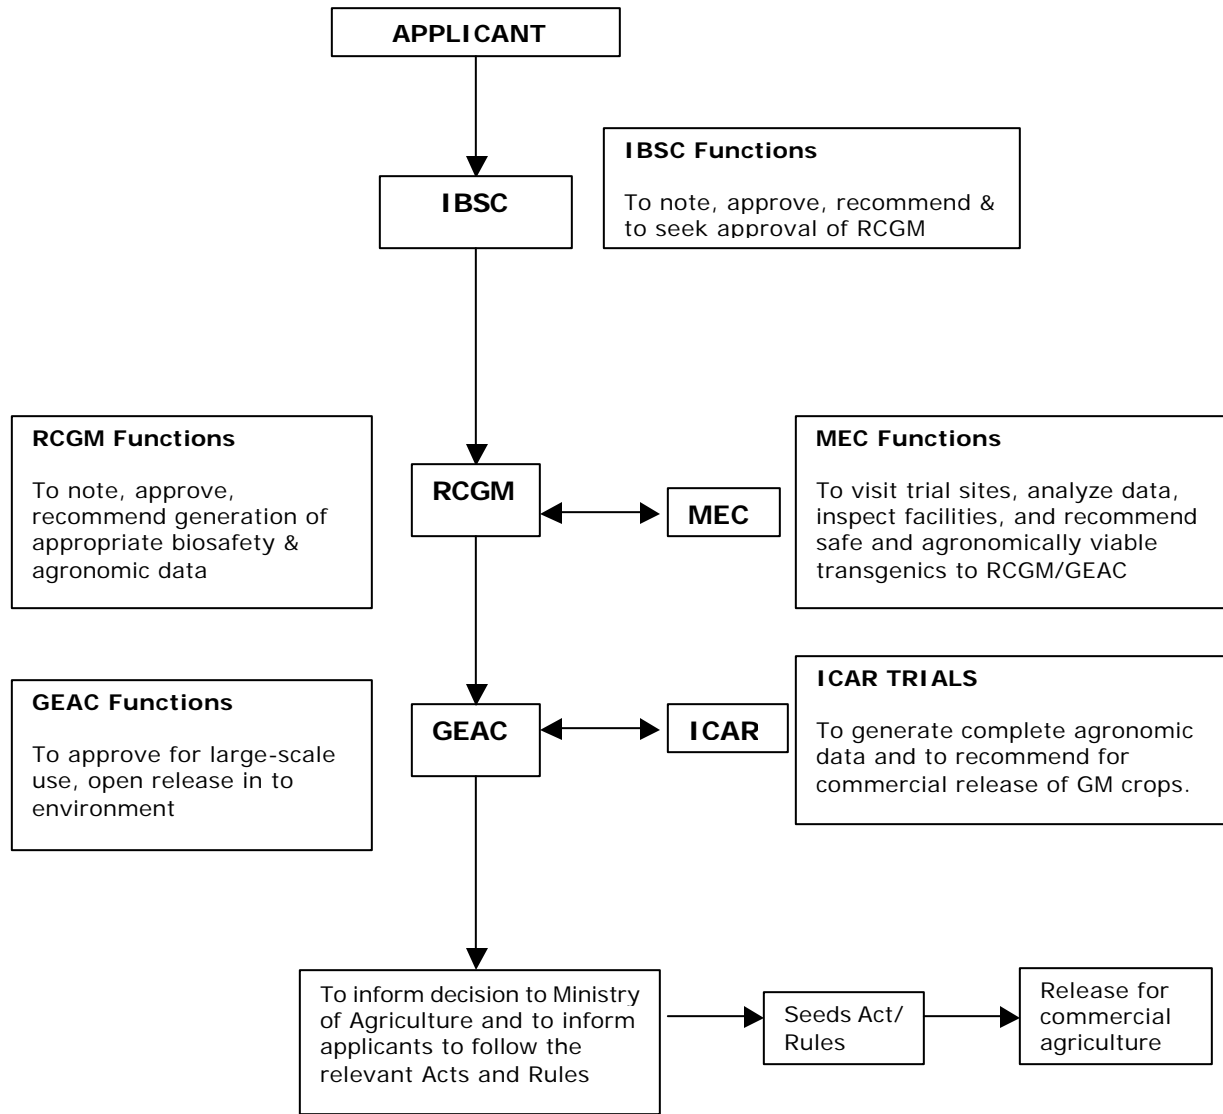 APPLICANT
IBSC Functions
To note, approve, recommend &
to seek approval of RCGM
IBSC
RCGM Functions
To note, approve,
recommend generation of
appropriate biosafety &
agronomic data
RCGM
MEC
MEC Functions
To visit trial sites, analyze data,
inspect facilities, and recommend
safe and agronomically viable
transgenics to RCGM/GEAC
GEAC Functions
To approve for large-scale
use, open release in to
environment
GEAC
ICAR
ICAR TRIALS
To generate complete agronomic
data and to recommend for
commercial release of GM crops.
To inform decision to Ministry
of Agriculture and to inform
applicants to follow the
relevant Acts and Rules
Seeds Act/
Rules
Release for
commercial
agriculture